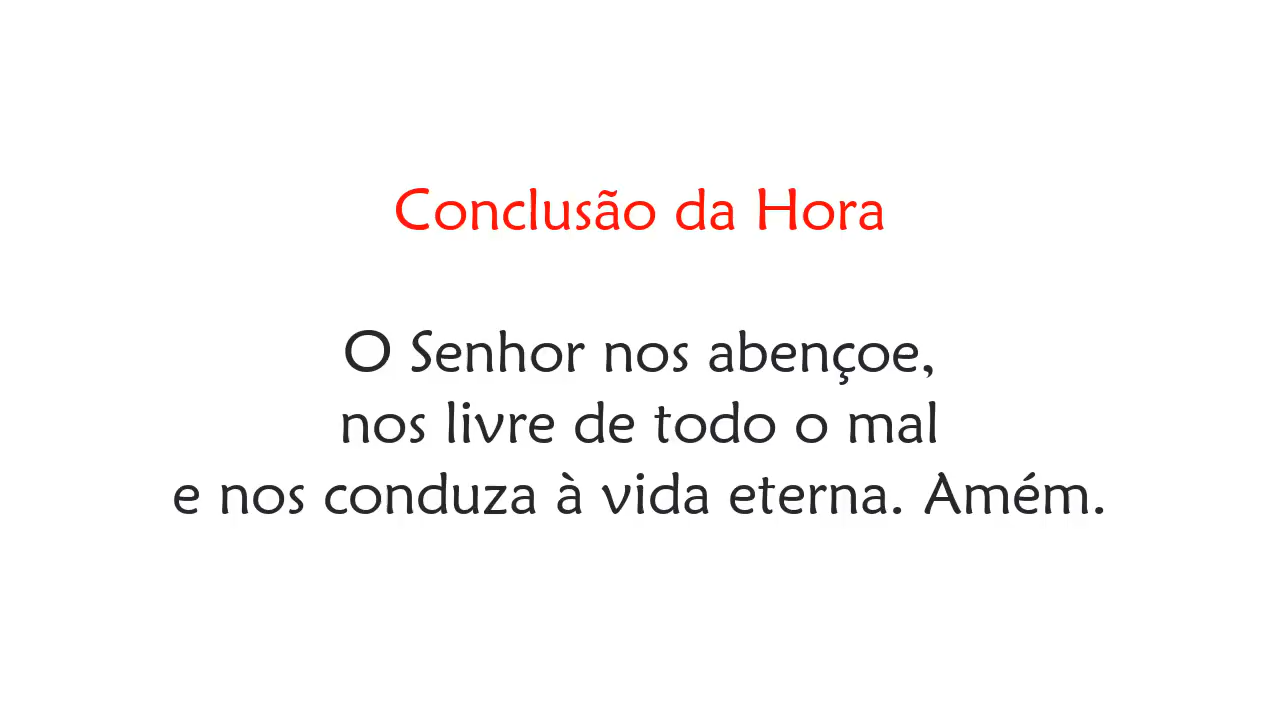 Conclusão da Hora
O Senhor nos abençoe,
nos livre de todo o mal
e nos conduza à vida eterna. Amém.